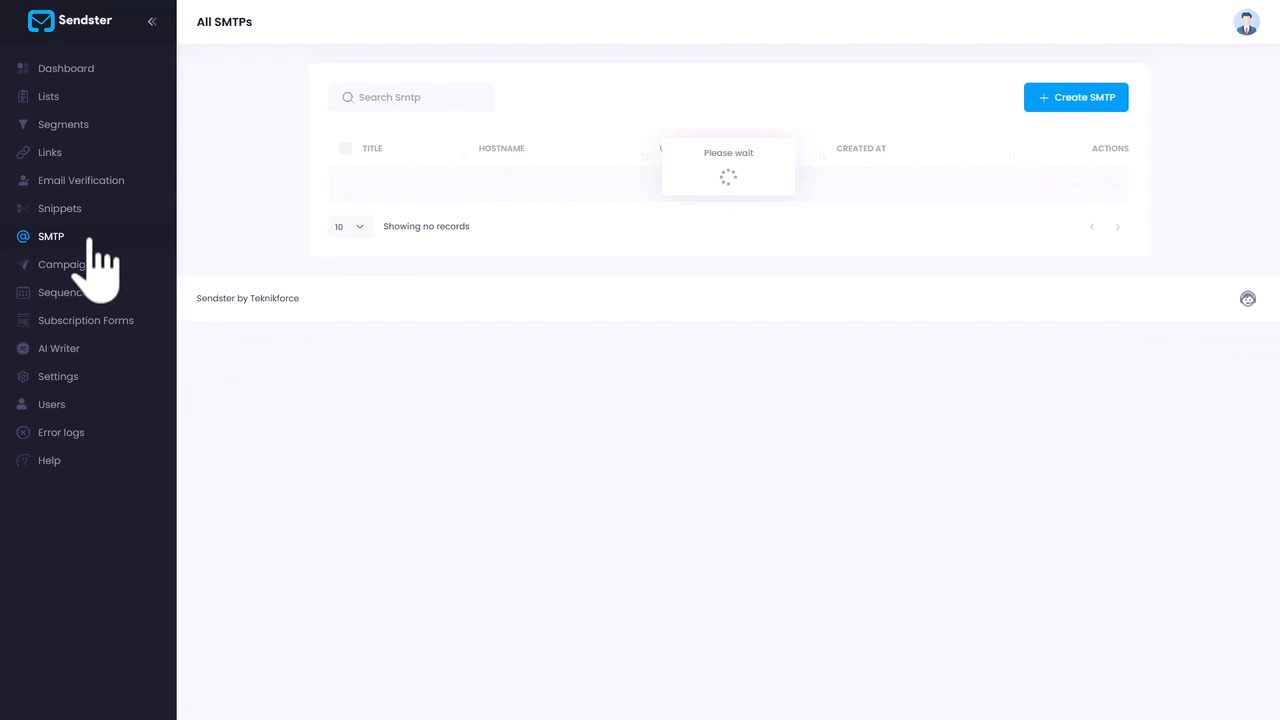 Sendster
All SMTPs
Dashboard
Lists
Segments
Links
Email Verification
Snippets
SMTP
Subscription Forms
AI Writer
Settings
Users
Error logs
Help
Search Smtp
Create SMTP
TITLE HOSTNAME CREATED AT ACTIONS
Please wait
10 Showing no records
Sendster by Teknikforce